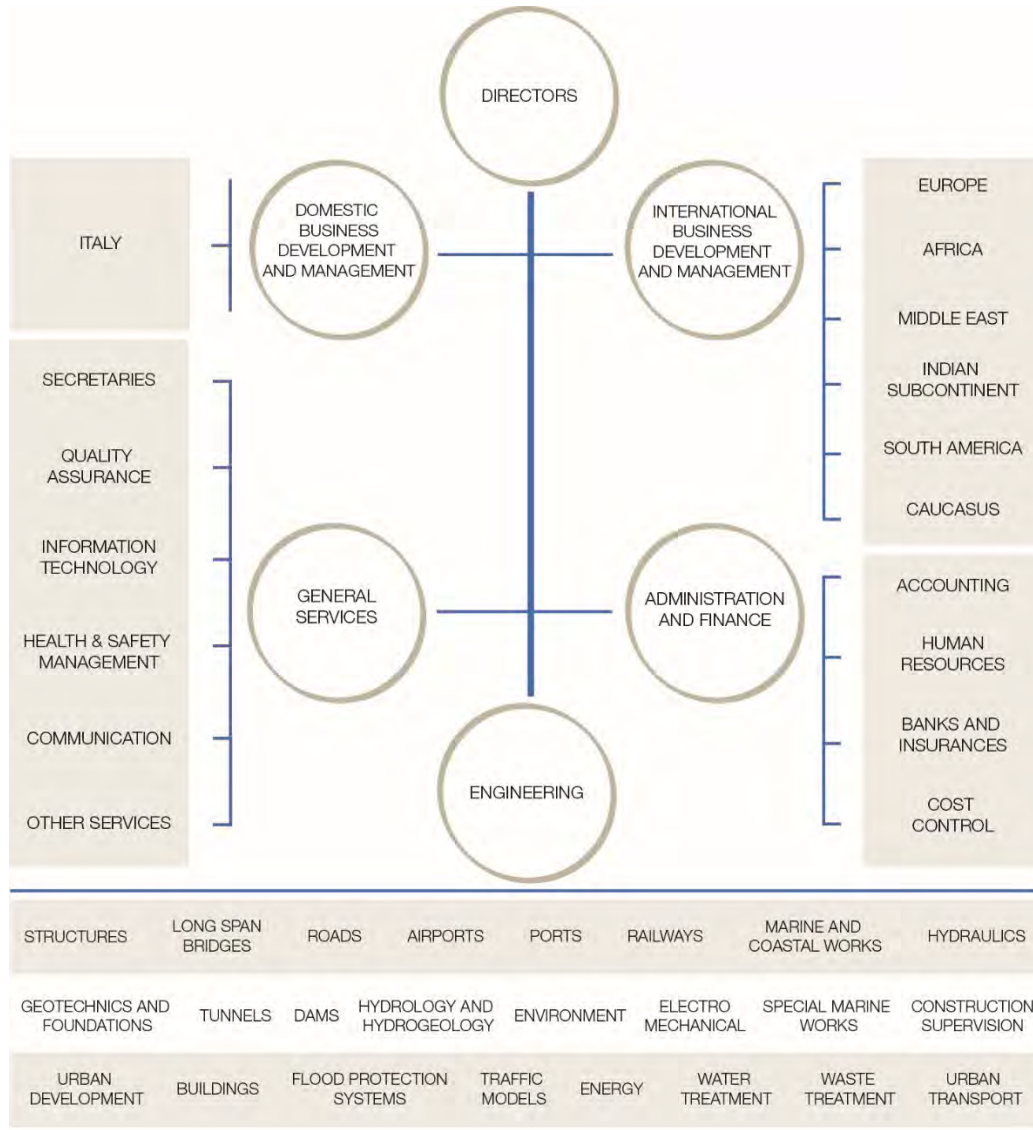 DIRECTORS
DOMESTIC
BUSINESS
DEVELOPMENT
AND MANAGEMENT
INTERNATIONAL
BUSINESS
DEVELOPMENT
AND MANAGEMENT
ITALY
EUROPE
AFRICA
MIDDLE EAST
INDIAN
SUBCONTINENT
SOUTH AMERICA
CAUCASUS
SECRETARIES
QUALITY
ASSURANCE
INFORMATION
TECHNOLOGY
HEALTH & SAFETY
MANAGEMENT
COMMUNICATION
OTHER SERVICES
GENERAL
SERVICES
ADMINISTRATION
AND FINANCE
ACCOUNTING
HUMAN
RESOURCES
BANKS AND
INSURANCES
COST
CONTROL
ENGINEERING
STRUCTURES
LONG SPAN
BRIDGES
ROADS
AIRPORTS
PORTS
RAILWAYS
MARINE AND
COASTAL WORKS
HYDRAULICS
GEOTECHNICS AND
FOUNDATIONS
TUNNELS
DAMS
HYDROLOGY AND
HYDROGEOLOGY
ENVIRONMENT
ELECTRO
MECHANICAL
SPECIAL MARINE
WORKS
CONSTRUCTION
SUPERVISION
URBAN
DEVELOPMENT
BUILDINGS
FLOOD PROTECTION
SYSTEMS
TRAFFIC
MODELS
ENERGY
WATER
TREATMENT
WASTE
TREATMENT
URBAN
TRANSPORT